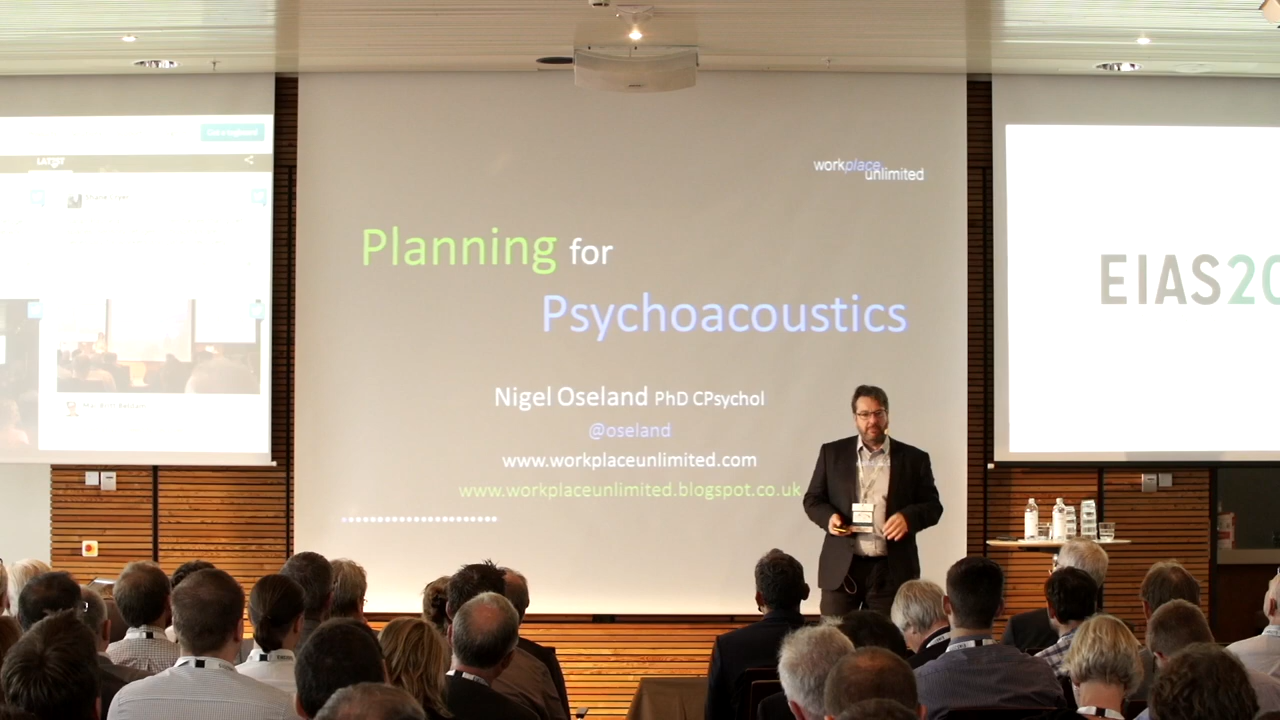 LATEST
workplace
unlimited
Planning for
Psychoacoustics
Nigel Oseland PhD CPsychol
@oseland
www.workplaceunlimited.com
www.workplaceunlimited.blogspot.co.uk
EIAS20